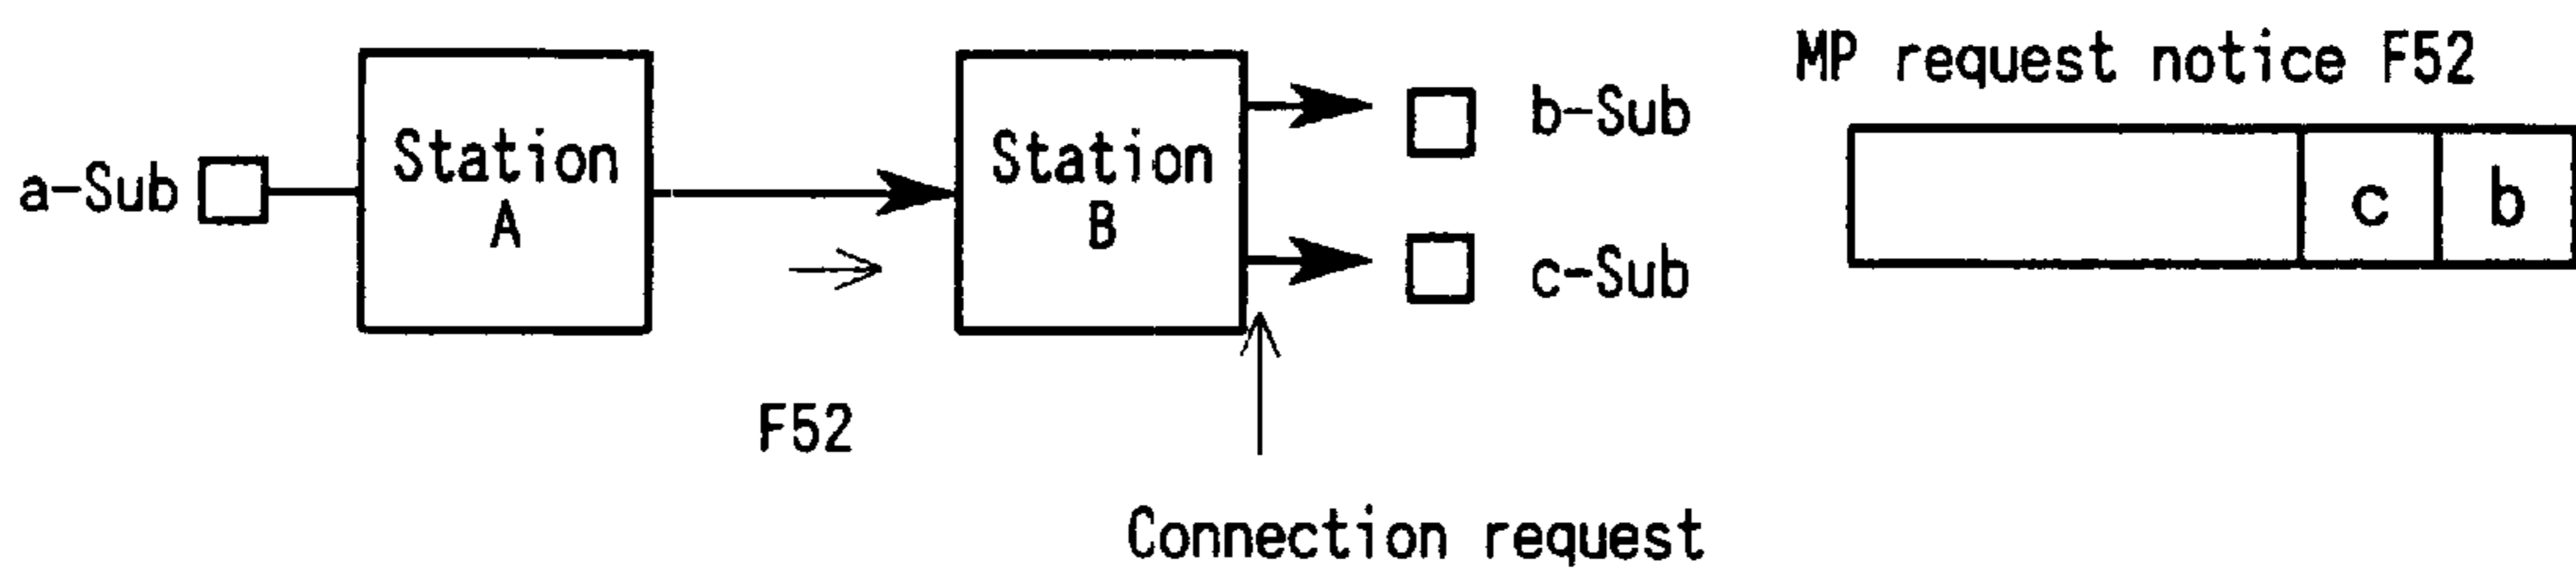 a-Sub
Station
A
Station
B
b-Sub
c-Sub
F52
Connection request
MP request notice F52
c b